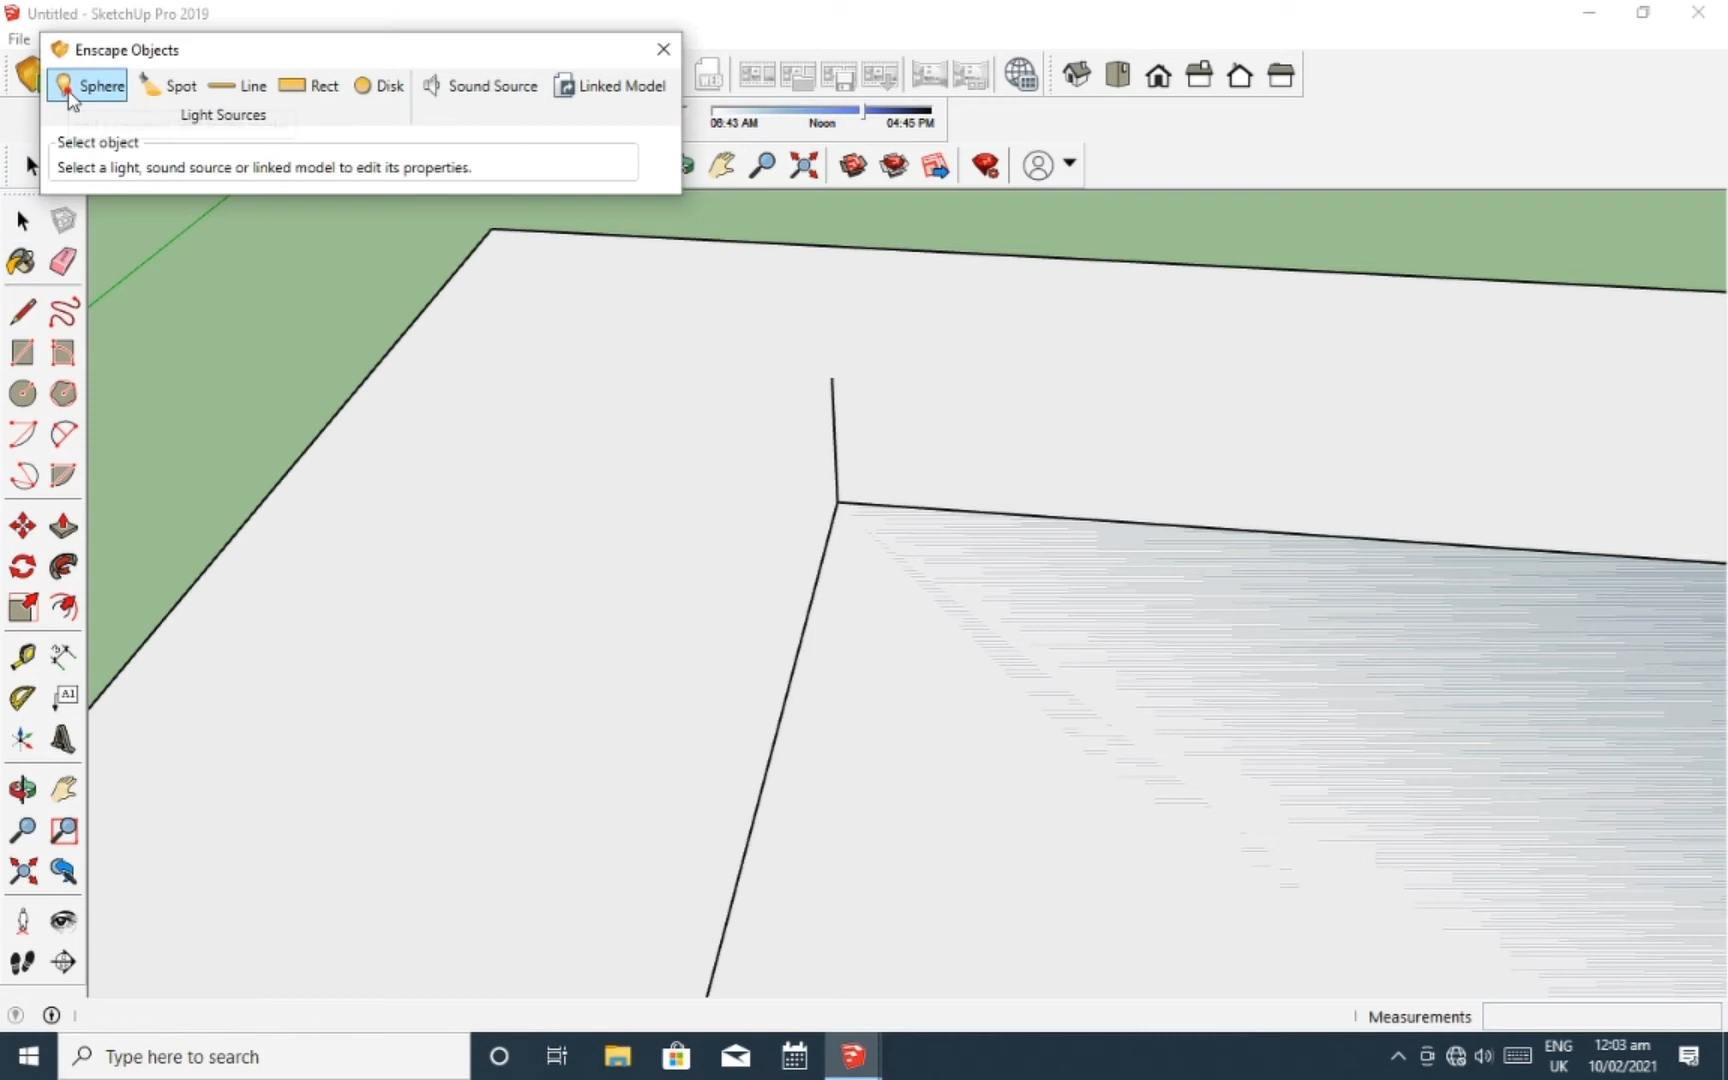 Untitled - SketchUp Pro 2019
File
Enscape Objects
Sphere Spot Line Rect Disk Sound Source Linked Model
Light Sources
Select object
Select a light, sound source or linked model to edit its properties.
06:43 AM Noon 04:45 PM
A1
Measurements
Type here to search
ENG
UK
12:03 am
10/02/2021